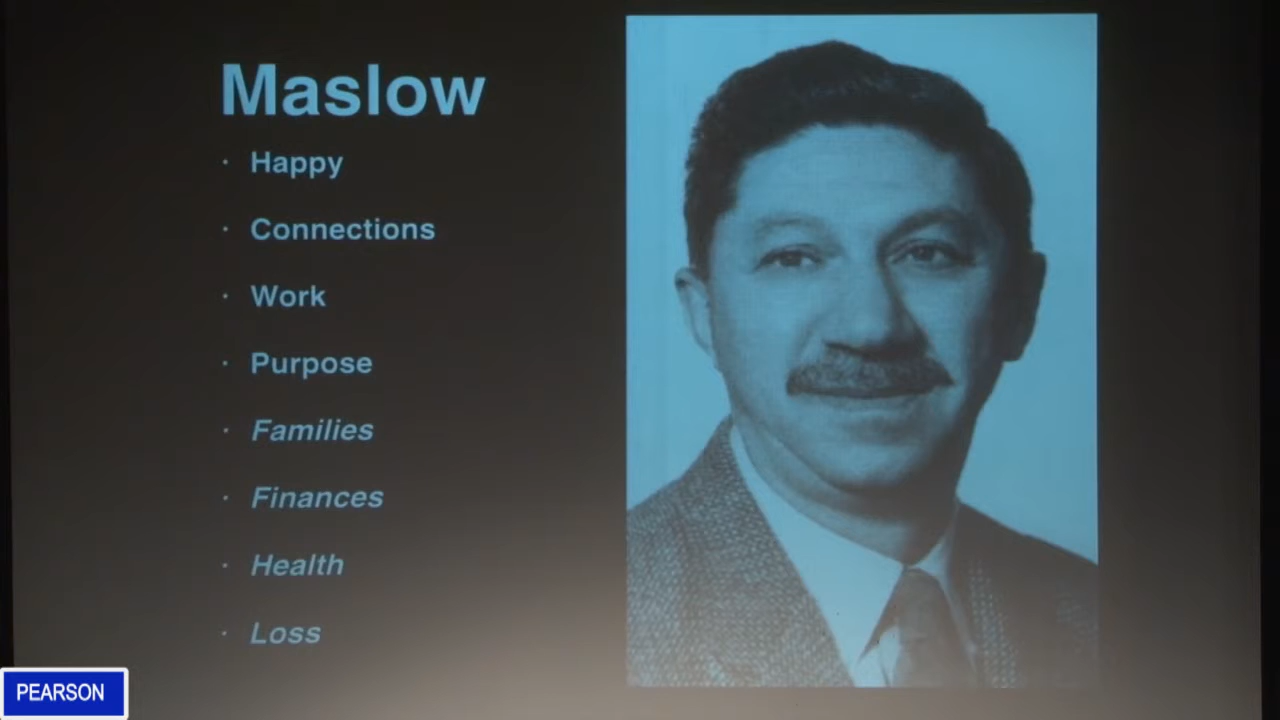 Maslow
· Happy
· Connections
· Work
· Purpose
· Families
· Finances
· Health
· Loss
PEARSON